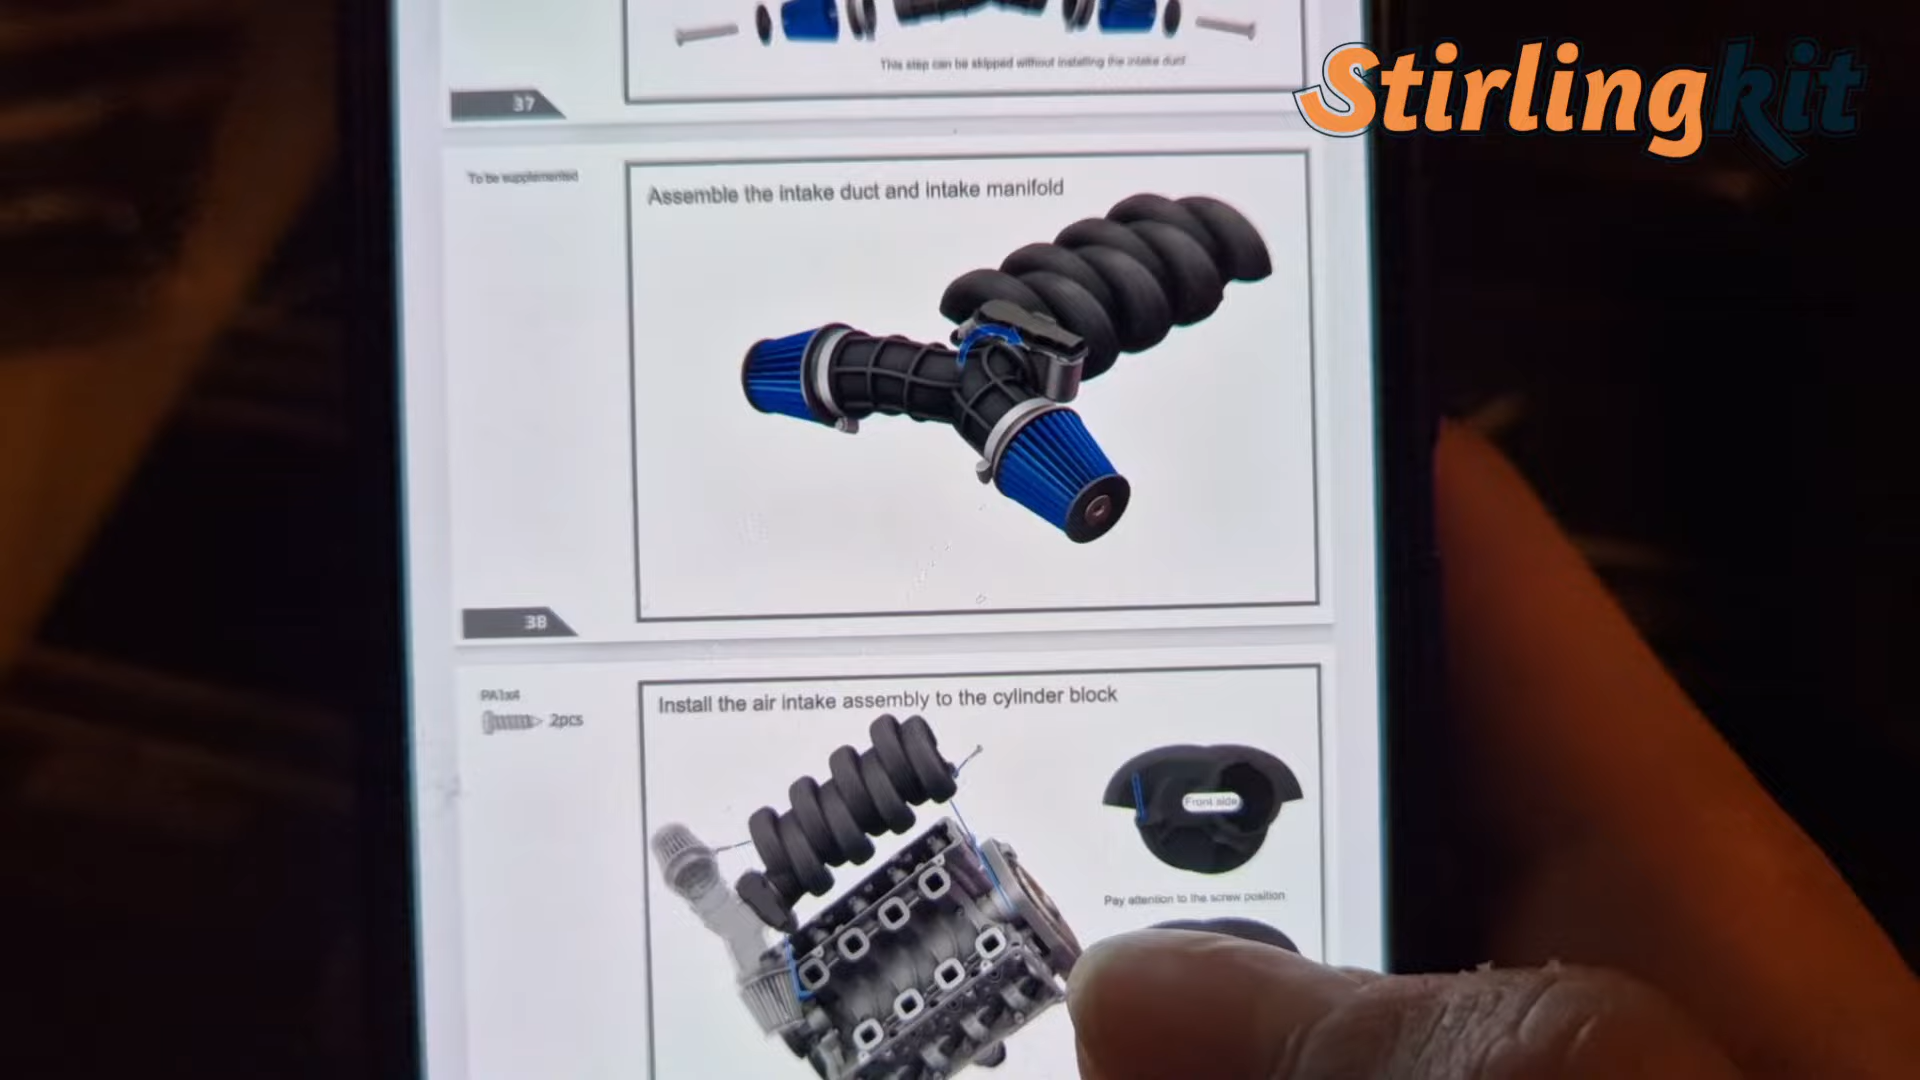 Stirlingkit
This step can be skipped without installing the intake duct
37
To be supplemented
Assemble the intake duct and intake manifold
38
PA1x4
2pcs
Install the air intake assembly to the cylinder block
Front side
Pay attention to the screw position